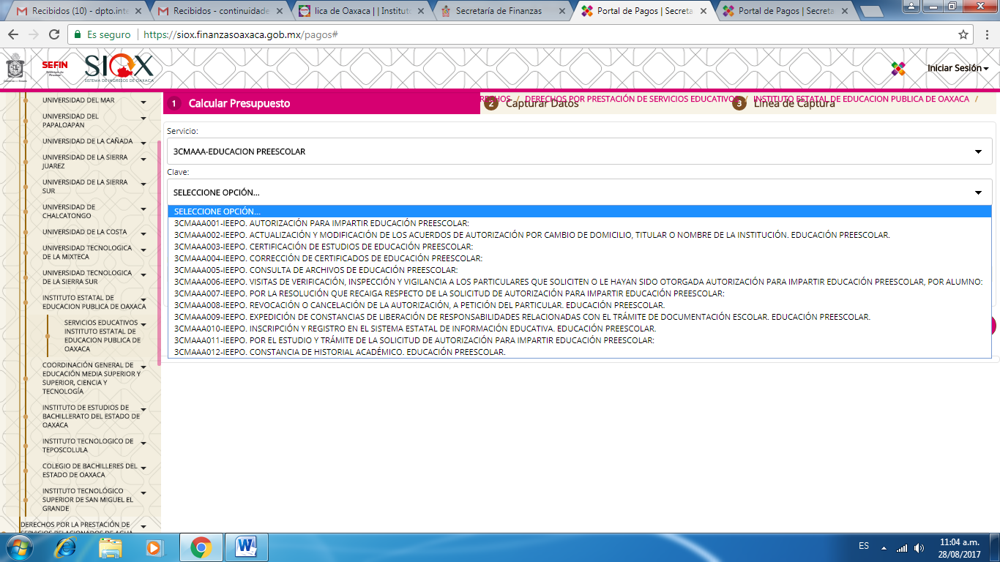 Recibidos (10) - dpto.inte
Recibidos - continuidade
lica de Oaxaca | | Institut
Secretaría de Finanzas
Portal de Pagos | Secreta
Portal de Pagos | Secreta
Es seguro
https://siox.finanzasoaxaca.gob.mx/pagos#
SEFIN
SIOX
SISTEMA DE INGRESOS DE OAXACA
Iniciar Sesión
UNIVERSIDAD DEL MAR
UNIVERSIDAD DEL
PAPALOAPAN
UNIVERSIDAD DE LA CAÑADA
UNIVERSIDAD DE LA SIERRA
JUAREZ
UNIVERSIDAD DE LA SIERRA
SUR
UNIVERSIDAD DE
CHALCATONGO
UNIVERSIDAD DE LA COSTA
UNIVERSIDAD TECNOLOGICA
DE LA MIXTECA
UNIVERSIDAD TECNOLOGICA
DE LA SIERRA SUR
INSTITUTO ESTATAL DE
EDUCACION PUBLICA DE OAXACA
SERVICIOS EDUCATIVOS
INSTITUTO ESTATAL DE
EDUCACION PUBLICA DE
OAXACA
COORDINACIÓN GENERAL DE
EDUCACIÓN MEDIA SUPERIOR Y
SUPERIOR, CIENCIA Y
TECNOLOGÍA
INSTITUTO DE ESTUDIOS DE
BACHILLERATO DEL ESTADO DE
OAXACA
INSTITUTO TECNOLOGICO DE
TEPOSCOLULA
COLEGIO DE BACHILLERES DEL
ESTADO DE OAXACA
INSTITUTO TECNOLÓGICO
SUPERIOR DE SAN MIGUEL EL
GRANDE
DERECHOS POR LA PRESTACIÓN DE
SERVICIOS RELACIONADOS DE AGUA
RECHOS / DERECHOS POR PRESTACIÓN DE SERVICIOS EDUCATIVOS / INSTITUTO ESTATAL DE EDUCACION PUBLICA DE OAXACA /
1 Calcular Presupuesto
2 Capturar Datos
3 Línea de Captura
Servicio:
3CMAAA-EDUCACION PREESCOLAR
Clave:
SELECCIONE OPCIÓN...
SELECCIONE OPCIÓN...
3CMAAA001-IEEPO. AUTORIZACIÓN PARA IMPARTIR EDUCACIÓN PREESCOLAR:
3CMAAA002-IEEPO. ACTUALIZACIÓN Y MODIFICACIÓN DE LOS ACUERDOS DE AUTORIZACIÓN POR CAMBIO DE DOMICILIO, TITULAR O NOMBRE DE LA INSTITUCIÓN. EDUCACIÓN PREESCOLAR.
3CMAAA003-IEEPO. CERTIFICACIÓN DE ESTUDIOS DE EDUCACIÓN PREESCOLAR:
3CMAAA004-IEEPO. CORRECCIÓN DE CERTIFICADOS DE EDUCACIÓN PREESCOLAR:
3CMAAA005-IEEPO. CONSULTA DE ARCHIVOS DE EDUCACIÓN PREESCOLAR:
3CMAAA006-IEEPO. VISITAS DE VERIFICACIÓN, INSPECCIÓN Y VIGILANCIA A LOS PARTICULARES QUE SOLICITEN O LE HAYAN SIDO OTORGADA AUTORIZACIÓN PARA IMPARTIR EDUCACIÓN PREESCOLAR, POR ALUMNO:
3CMAAA007-IEEPO. POR LA RESOLUCIÓN QUE RECAIGA RESPECTO DE LA SOLICITUD DE AUTORIZACIÓN PARA IMPARTIR EDUCACIÓN PREESCOLAR:
3CMAAA008-IEEPO. REVOCACIÓN O CANCELACIÓN DE LA AUTORIZACIÓN, A PETICIÓN DEL PARTICULAR. EDUCACIÓN PREESCOLAR.
3CMAAA009-IEEPO. EXPEDICIÓN DE CONSTANCIAS DE LIBERACIÓN DE RESPONSABILIDADES RELACIONADAS CON EL TRÁMITE DE DOCUMENTACIÓN ESCOLAR. EDUCACIÓN PREESCOLAR.
3CMAAA010-IEEPO. INSCRIPCIÓN Y REGISTRO EN EL SISTEMA ESTATAL DE INFORMACIÓN EDUCATIVA. EDUCACIÓN PREESCOLAR.
3CMAAA011-IEEPO. POR EL ESTUDIO Y TRÁMITE DE LA SOLICITUD DE AUTORIZACIÓN PARA IMPARTIR EDUCACIÓN PREESCOLAR:
3CMAAA012-IEEPO. CONSTANCIA DE HISTORIAL ACADÉMICO. EDUCACIÓN PREESCOLAR.
ES
11:04 a.m.
28/08/2017